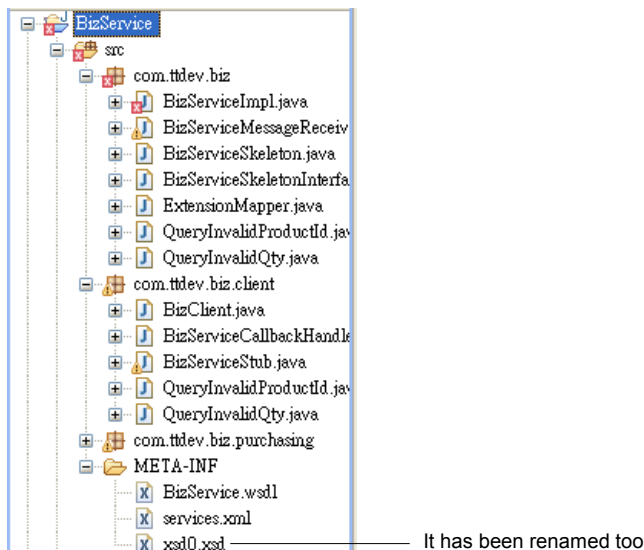 BizService
src
com.ttdev.biz
BizServiceImpl.java
BizServiceMessageReceiv
BizServiceSkeleton.java
BizServiceSkeletonInterfa
ExtensionMapper.java
QueryInvalidProductId.jav
QueryInvalidQty.java
com.ttdev.biz.client
BizClient.java
BizServiceCallbackHandle
BizServiceStub.java
QueryInvalidProductId.jav
QueryInvalidQty.java
com.ttdev.biz.purchasing
META-INF
BizService.wsdl
services.xml
xsd0.xsd It has been renamed too